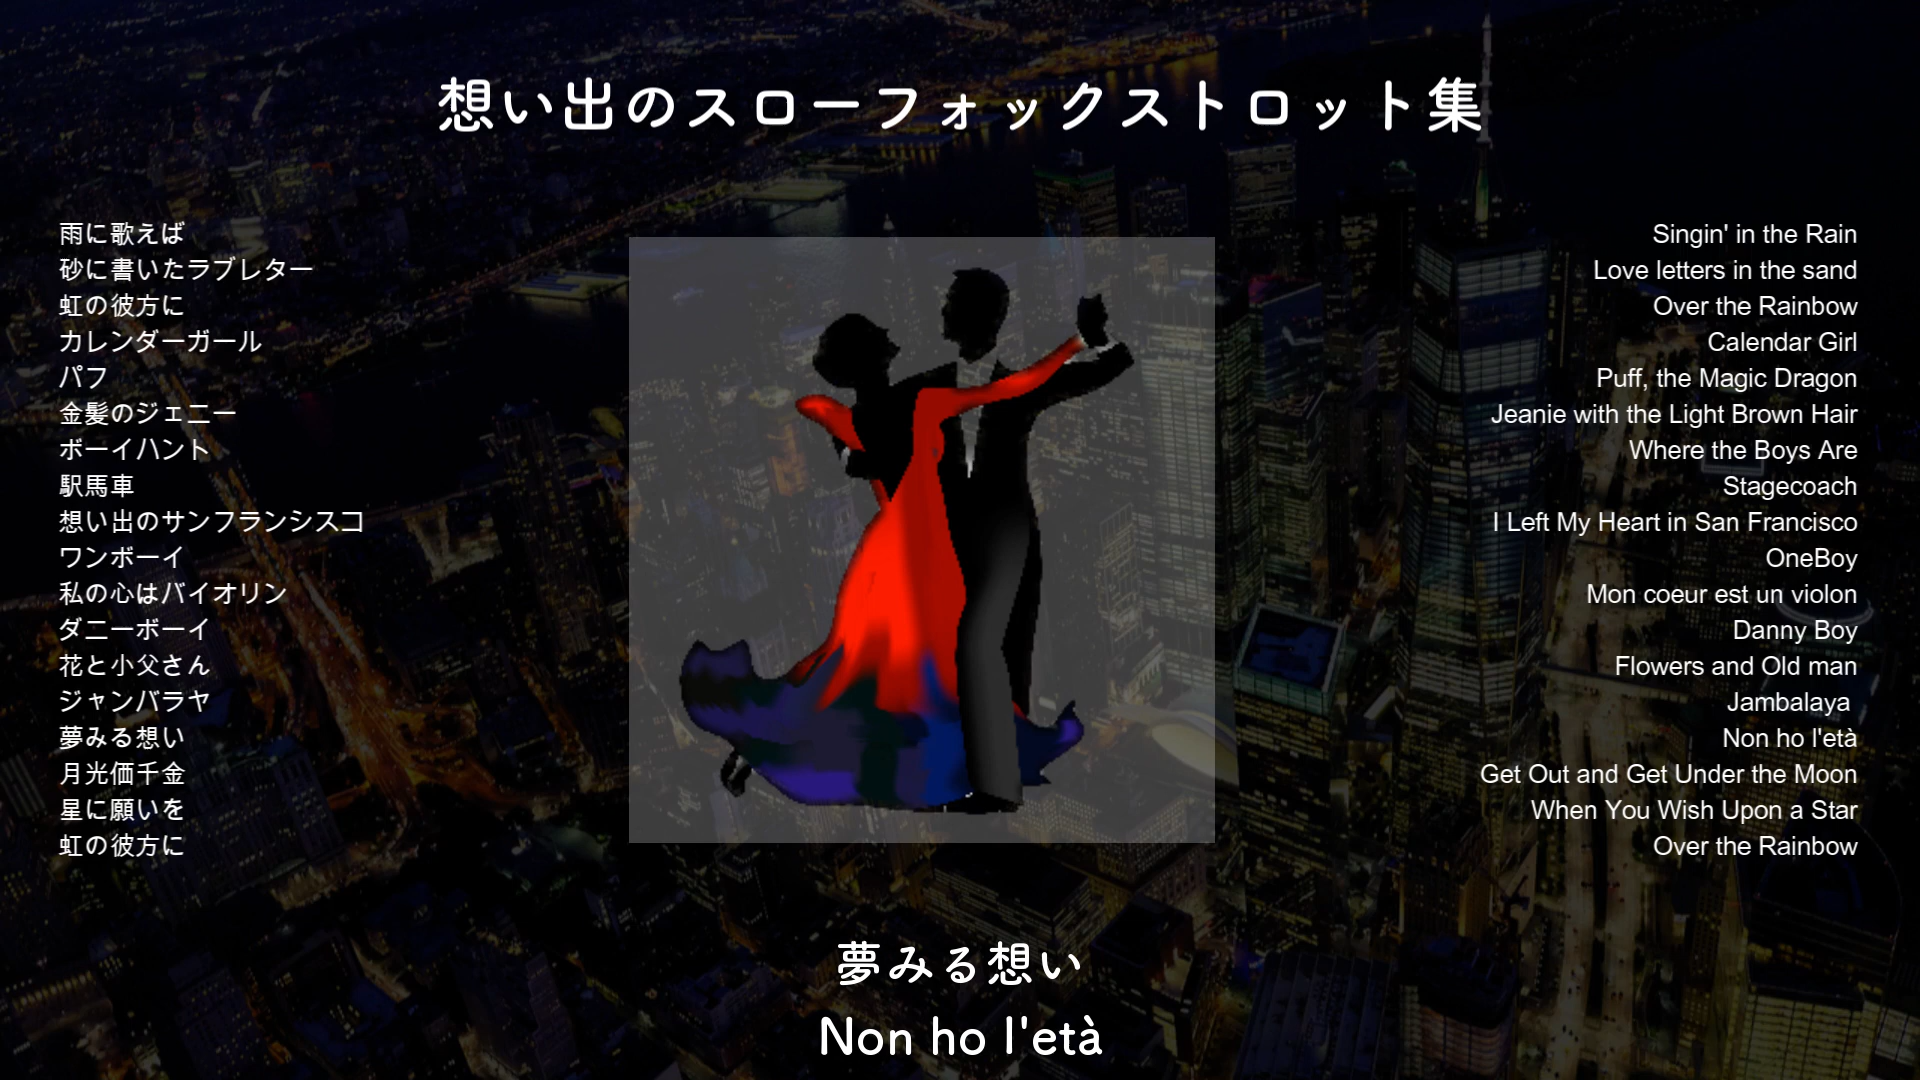 想い出のスローフォックストロット集
雨に歌えば
砂に書いたラブレター
虹の彼方に
カレンダーガール
パフ
金髪のジェニー
ボーイハント
駅馬車
想い出のサンフランシスコ
ワンボーイ
私の心はバイオリン
ダニーボーイ
花と小父さん
ジャンバラヤ
夢みる想い
月光価千金
星に願いを
虹の彼方に
Singin' in the Rain
Love letters in the sand
Over the Rainbow
Calendar Girl
Puff, the Magic Dragon
Jeanie with the Light Brown Hair
Where the Boys Are
Stagecoach
I Left My Heart in San Francisco
OneBoy
Mon coeur est un violon
Danny Boy
Flowers and Old man
Jambalaya
Non ho l'età
Get Out and Get Under the Moon
When You Wish Upon a Star
Over the Rainbow
夢みる想い
Non ho l'età